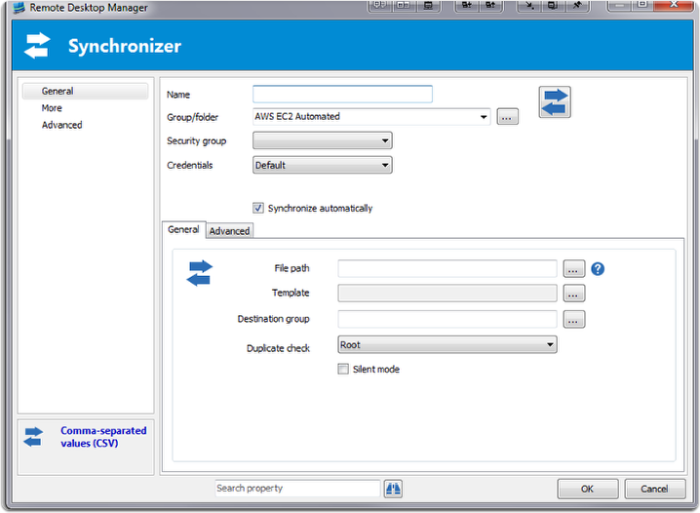 Remote Desktop Manager
Synchronizer
General
More
Advanced
Name
Group/folder AWS EC2 Automated ...
Security group
Credentials Default
Synchronize automatically
General Advanced
File path ... ?
Template ...
Destination group ...
Duplicate check Root
Silent mode
Comma-separated
values (CSV)
Search property OK Cancel